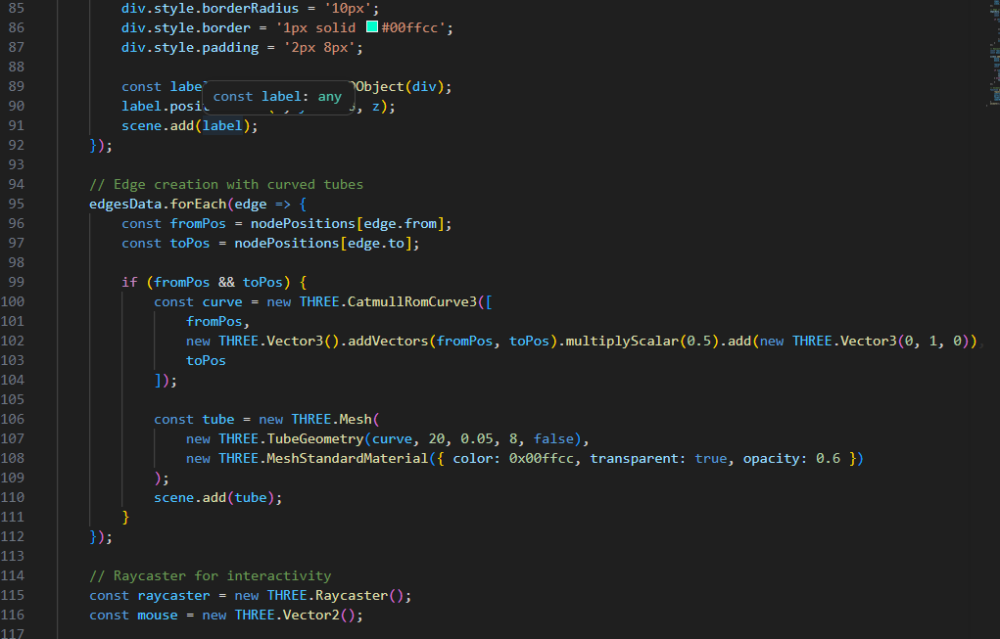 85 div.style.borderRadius = '10px';
86 div.style.border = '1px solid #00ffcc';
87 div.style.padding = '2px 8px';
88
89 const labe Object(div);
const label: any
90 label.posi , z);
91 scene.add(label);
92 });
93
94 // Edge creation with curved tubes
95 edgesData.forEach(edge => {
96 const fromPos = nodePositions[edge.from];
97 const toPos = nodePositions[edge.to];
98
99 if (fromPos && toPos) {
100 const curve = new THREE.CatmullRomCurve3([
101 fromPos,
102 new THREE.Vector3().addVectors(fromPos, toPos).multiplyScalar(0.5).add(new THREE.Vector3(0, 1, 0)),
103 toPos
104 ]);
105
106 const tube = new THREE.Mesh(
107 new THREE.TubeGeometry(curve, 20, 0.05, 8, false),
108 new THREE.MeshStandardMaterial({ color: 0x00ffcc, transparent: true, opacity: 0.6 })
109 );
110 scene.add(tube);
111 }
112 });
113
114 // Raycaster for interactivity
115 const raycaster = new THREE.Raycaster();
116 const mouse = new THREE.Vector2();
117